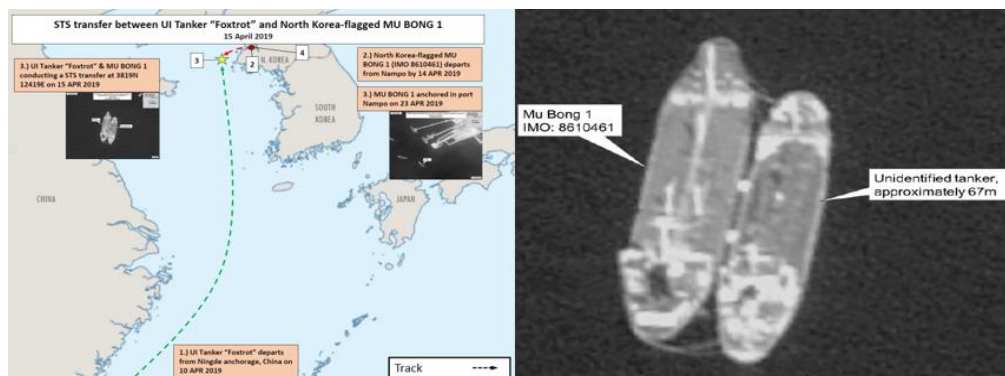 STS transfer between UI Tanker "Foxtrot" and North Korea-flagged MU BONG 1
15 April 2019
3.) UI Tanker "Foxtrot" & MU BONG 1
conducting a STS transfer at 3819N
12419E on 15 APR 2019
3
2
4
N. KOREA
2.) North Korea-flagged MU
BONG 1 (IMO 8610461) departs
from Nampo by 14 APR 2019
3.) MU BONG 1 anchored in port
Nampo on 23 APR 2019
SOUTH
KOREA
CHINA
JAPAN
1.) UI Tanker "Foxtrot" departs
from Ningde anchorage, China on
10 APR 2019
Track
Mu Bong 1
IMO: 8610461
Unidentified tanker,
approximately 67m